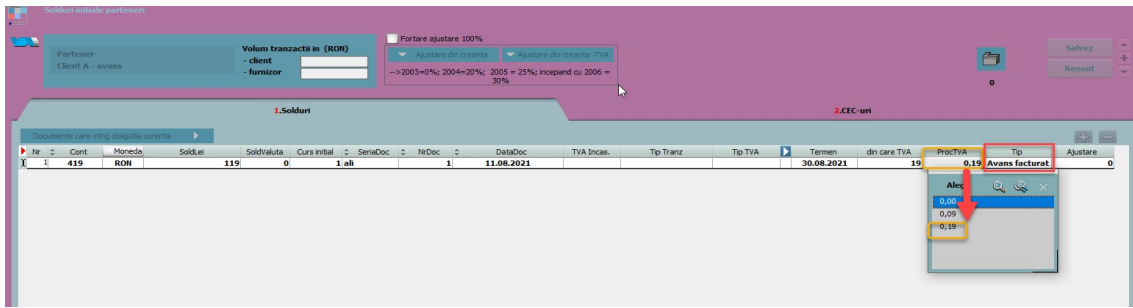 Solduri initiale parteneri
Partener
Client A - avans
Volum tranzactii in (RON)
- client
- furnizor
Fortare ajustare 100%
Ajustare din creanta
Ajustare din creanta -TVA
-->2003=0%; 2004=20%; 2005 = 25%; incepand cu 2006 =
30%
0
Salvez
Renunt
1.Solduri
2.CEC-uri
Documente care sting obligatia curenta
Nr Cont Moneda SoldLei SoldValuta Curs initial SeriaDoc NrDoc DataDoc TVA Incas. Tip Tranz Tip TVA Termen din care TVA ProcTVA Tip Ajustare
1 419 RON 119 0 1 ali 1 11.08.2021 30.08.2021 19 0,19 Avans facturat 0
0,00
0,09
0,19